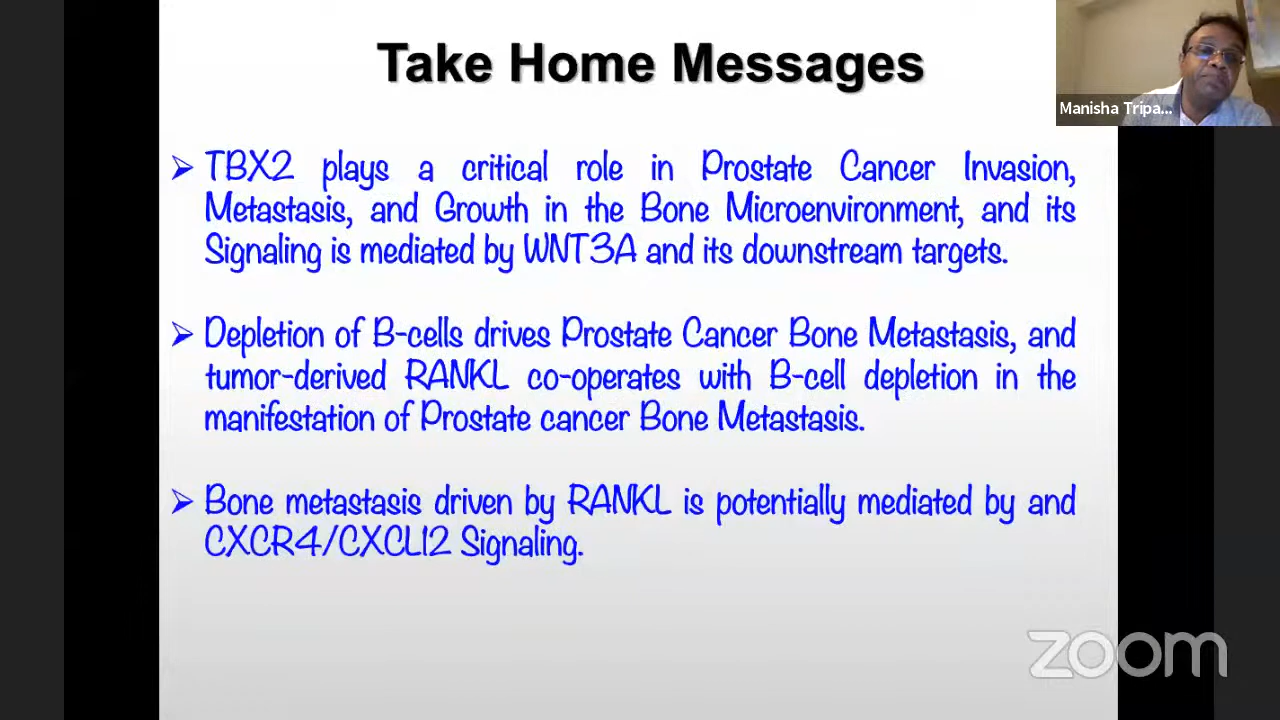 Take Home Messages
Manisha Tripa...
➢ TBX2 plays a critical role in Prostate Cancer Invasion,
Metastasis, and Growth in the Bone Microenvironment, and its
Signaling is mediated by WNT3A and its downstream targets.
➢ Depletion of B-cells drives Prostate Cancer Bone Metastasis, and
tumor-derived RANKL co-operates with B-cell depletion in the
manifestation of Prostate cancer Bone Metastasis.
➢ Bone metastasis driven by RANKL is potentially mediated by and
CXCR4/CXCL12 Signaling.
zoom